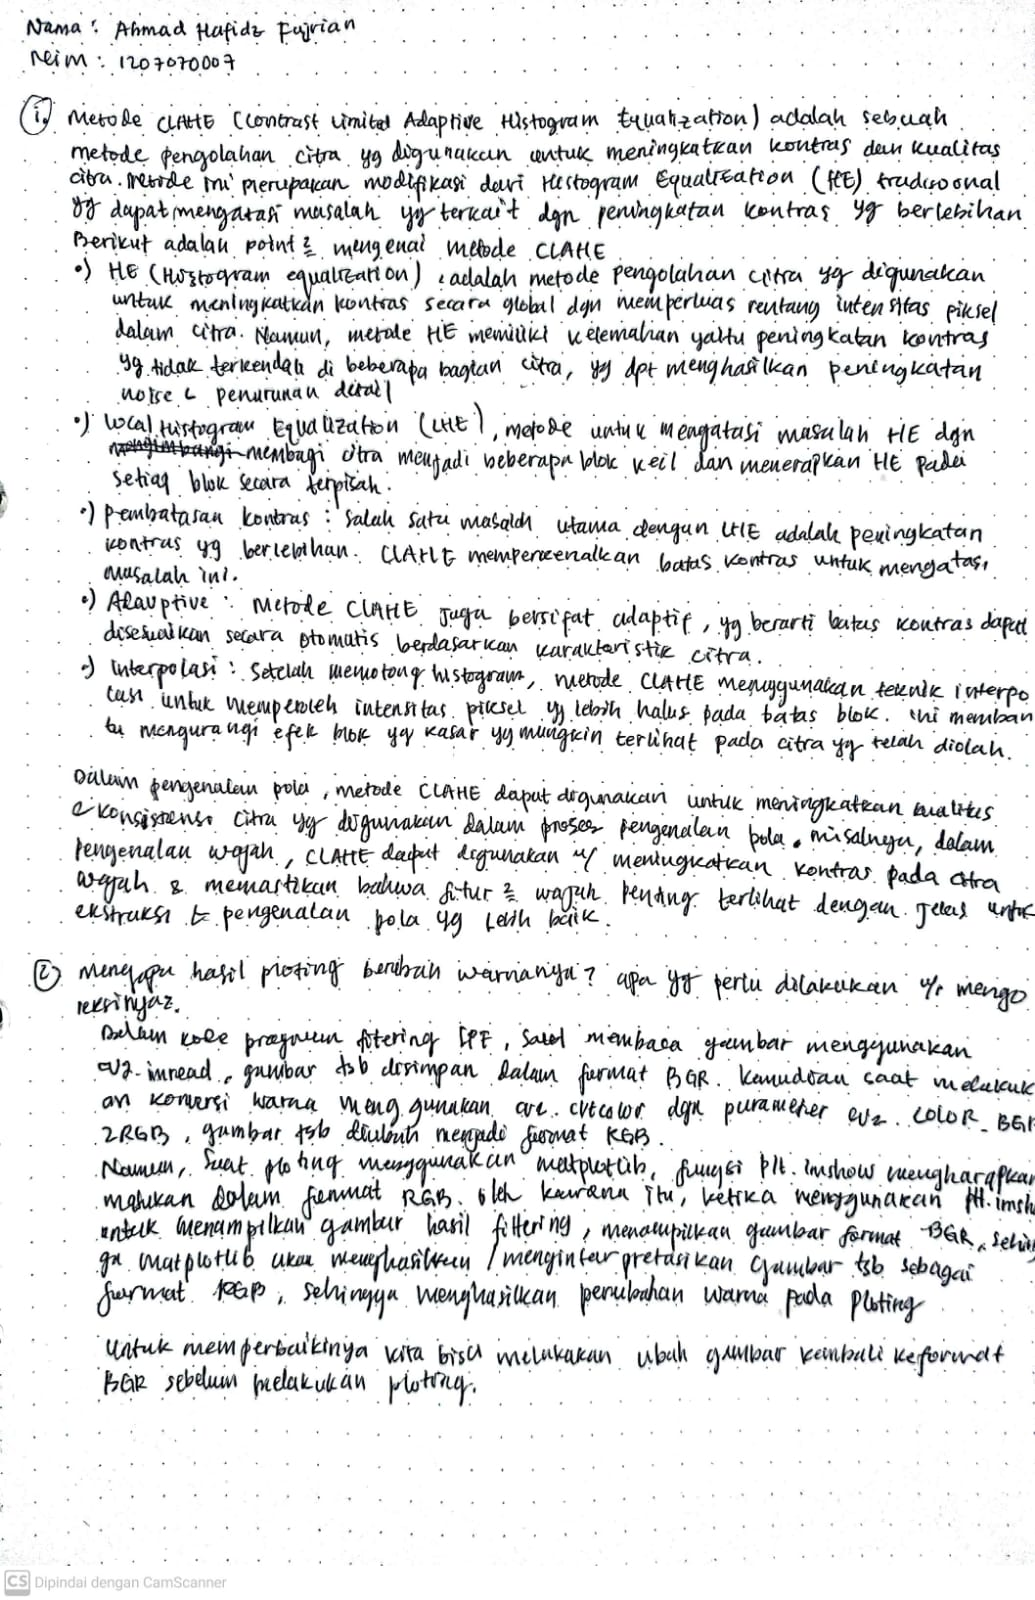 Nama : Ahmad Hafidz Fajrian
Neim : 1207070007
1. Metode CLAHE (Contrast Limited Adaptive Histogram Equalization) adalah sebuah
metode pengolahan citra yg digunakan untuk meningkatkan kontras dan kualitas
citra. Metode ini merupakan modifikasi dari Histogram Equalization (HE) tradisional
yg dapat mengatasi masalah yg terkait dgn peningkatan kontras yg berlebihan
Berikut adalah point 2 mengenai metode CLAHE
•) HE (Histogram equalization) : adalah metode pengolahan citra yg digunakan
untuk meningkatkan kontras secara global dgn memperluas rentang intensitas piksel
dalam citra. Namun, metode HE memiliki kelemahan yaitu peningkatan kontras
yg tidak terkendali di beberapa bagian citra, yg dpt menghasilkan peningkatan
noise & penurunan detail
•) Local Histogram Equalization (LHE), metode untuk mengatasi masalah HE dgn
membagi citra menjadi beberapa blok kecil dan menerapkan HE pada
setiap blok secara terpisah.
•) Pembatasan kontras : Salah satu masalah utama dengan LHE adalah peningkatan
kontras yg berlebihan. CLAHE memperkenalkan batas kontras untuk mengatasi
masalah ini.
•) Adauptive : Metode CLAHE juga bersifat adaptif, yg berarti batas kontras dapat
disesuaikan secara otomatis berdasarkan karakteristik citra.
•) Interpolasi : Setelah memotong histogram, metode CLAHE menggunakan teknik interpo
lasi untuk memperoleh intensitas piksel yg lebih halus pada batas blok. ini memban
tu mengurangi efek blok yg kasar yg mungkin terlihat pada citra yg telah diolah.
Dalam pengenalan pola, metode CLAHE dapat digunakan untuk meningkatkan kualitas
& konsistensi citra yg digunakan dalam proses pengenalan pola. misalnya, dalam
Pengenalan wajah, CLAHE dapat digunakan u/ meningkatkan kontras pada citra
wajah & memastikan bahwa fitur 2 wajah penting terlihat dengan jelas untuk
ekstraksi & pengenalan pola yg lebih baik.
2. Mengapa hasil ploting berubah warnanya? apa yg perlu dilakukan u/ mengo
reksinya2.
Dalam kode program filtering LPF, saat membaca gambar menggunakan
cv2.imread, gambar tsb disimpan dalam format BGR. Kemudian saat melakuk
an konversi warna menggunakan cvtcolor dgn parameter cv2.COLOR_BGR
2RGB, gambar tsb diubah menjadi format RGB.
Namun, saat ploting menggunakan matplotlib, fungsi plt.imshow mengharapkan
masukan dalam format RGB. oleh karena itu, ketika menggunakan plt.imsh
untuk menampilkan gambar hasil filtering, menampilkan gambar format BGR, sehin
ga matplotlib akan menghasilkan / menginterpretasikan gambar tsb sebagai
format RGB, sehingga menghasilkan perubahan warna pada ploting
Untuk memperbaikinya kita bisa melakukan ubah gambar kembali keformat
BGR sebelum melakukan ploting.
CS Dipindai dengan CamScanner